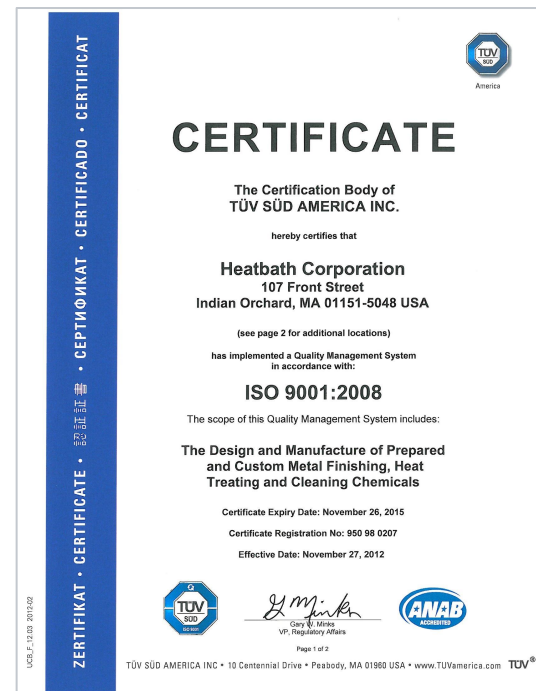 TÜV
SÜD
America
CERTIFICATE
The Certification Body of
TÜV SÜD AMERICA INC.
hereby certifies that
Heatbath Corporation
107 Front Street
Indian Orchard, MA 01151-5048 USA
(see page 2 for additional locations)
has implemented a Quality Management System
in accordance with:
ISO 9001:2008
The scope of this Quality Management System includes:
The Design and Manufacture of Prepared
and Custom Metal Finishing, Heat
Treating and Cleaning Chemicals
Certificate Expiry Date: November 26, 2015
Certificate Registration No: 950 98 0207
Effective Date: November 27, 2012
TÜV
SÜD
ISO 9001
G W Minks
Gary W. Minks
VP, Regulatory Affairs
ANAB
ACCREDITED
Page 1 of 2
TÜV SÜD AMERICA INC • 10 Centennial Drive • Peabody, MA 01960 USA • www.TUVamerica.com TÜV®
ZERTIFIKAT • CERTIFICATE • 認証証書 • СЕРТИФИКАТ • CERTIFICADO • CERTIFICAT
UCB_F_12.03 2012-02